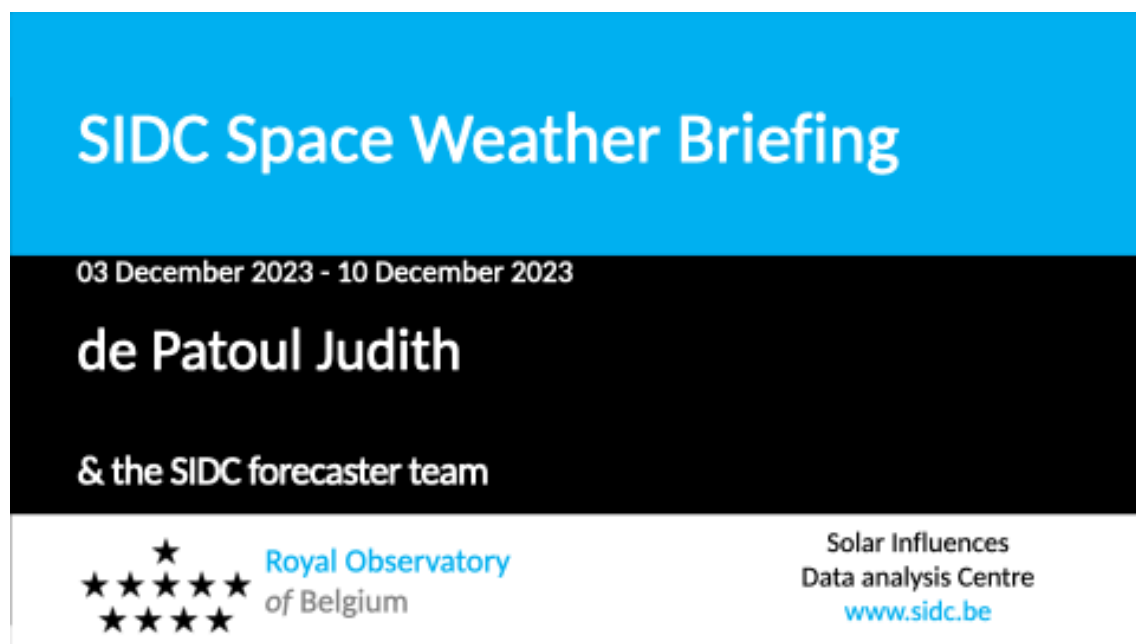 SIDC Space Weather Briefing
03 December 2023 - 10 December 2023
de Patoul Judith
& the SIDC forecaster team
Royal Observatory
of Belgium
Solar Influences
Data analysis Centre
www.sidc.be